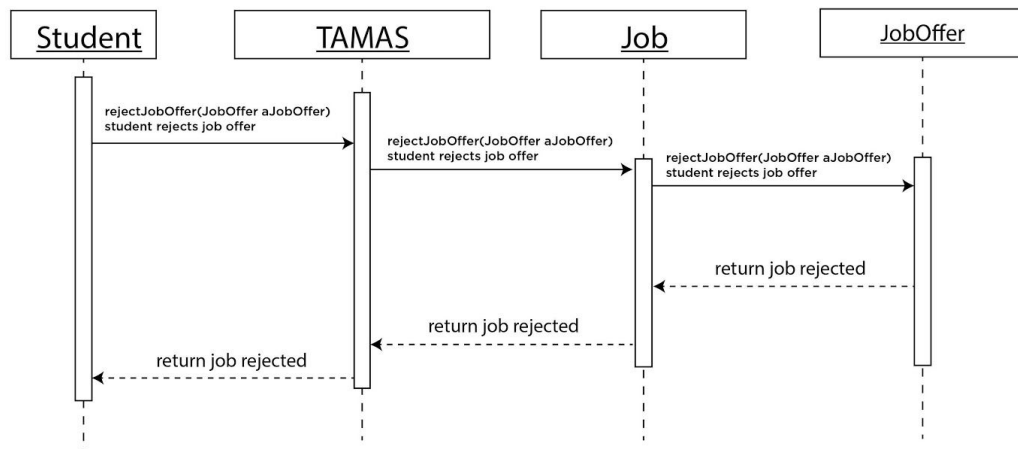 Student
TAMAS
Job
JobOffer
rejectJobOffer(JobOffer aJobOffer)
student rejects job offer
rejectJobOffer(JobOffer aJobOffer)
student rejects job offer
rejectJobOffer(JobOffer aJobOffer)
student rejects job offer
return job rejected
return job rejected
return job rejected